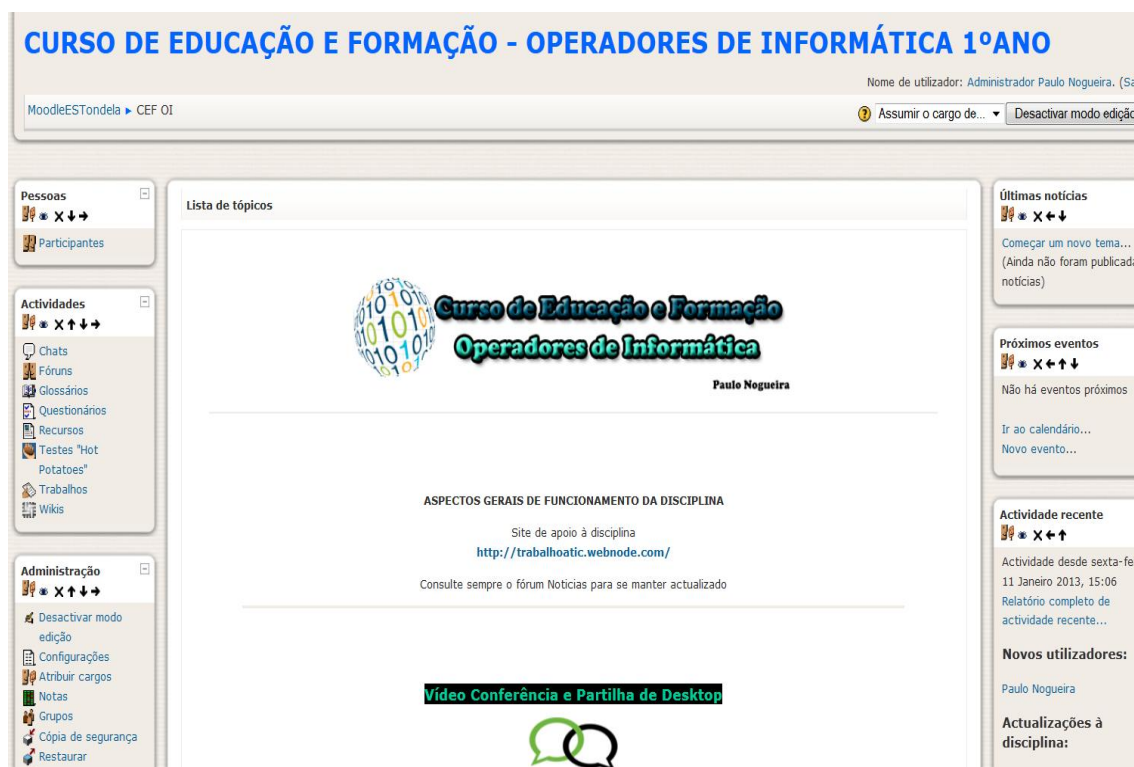 CURSO DE EDUCAÇÃO E FORMAÇÃO - OPERADORES DE INFORMÁTICA 1ºANO
Nome de utilizador: Administrador Paulo Nogueira. (Sa
MoodleESTondela ► CEF OI
Assumir o cargo de...
Desactivar modo edição
Pessoas
Participantes
Actividades
Chats
Fóruns
Glossários
Questionários
Recursos
Testes "Hot
Potatoes"
Trabalhos
Wikis
Administração
Desactivar modo
edição
Configurações
Atribuir cargos
Notas
Grupos
Cópia de segurança
Restaurar
Lista de tópicos
Curso de Educação e Formação
Operadores de Informática
Paulo Nogueira
ASPECTOS GERAIS DE FUNCIONAMENTO DA DISCIPLINA
Site de apoio à disciplina
http://trabalhoatic.webnode.com/
Consulte sempre o fórum Noticias para se manter actualizado
Vídeo Conferência e Partilha de Desktop
Últimas notícias
Começar um novo tema...
(Ainda não foram publicada
notícias)
Próximos eventos
Não há eventos próximos
Ir ao calendário...
Novo evento...
Actividade recente
Actividade desde sexta-fe
11 Janeiro 2013, 15:06
Relatório completo de
actividade recente...
Novos utilizadores:
Paulo Nogueira
Actualizações à
disciplina: